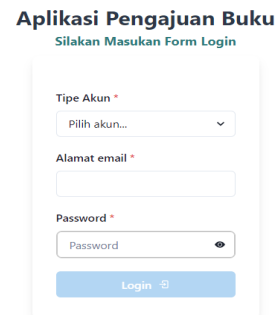 Aplikasi Pengajuan Buku
Silakan Masukan Form Login
Tipe Akun *
Pilih akun...
Alamat email *
Password *
Password
Login